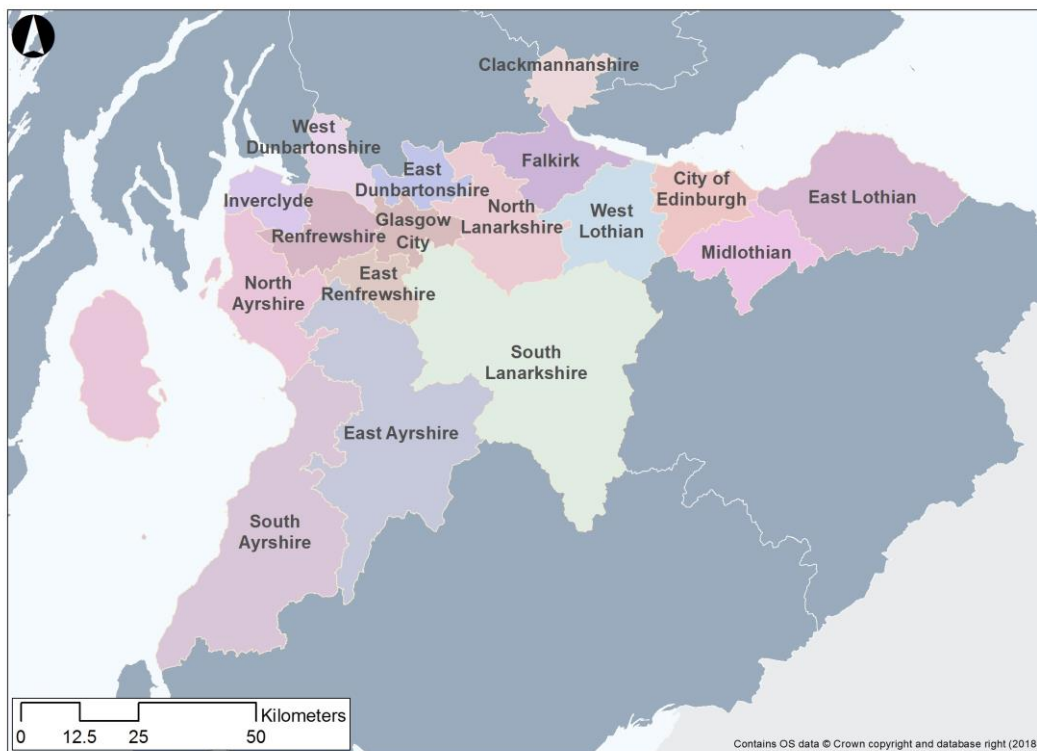 Clackmannanshire
West
Dunbartonshire
Falkirk
East
Dunbartonshire
City of
Edinburgh
East Lothian
Inverclyde
Glasgow
City
North
Lanarkshire
West
Lothian
Renfrewshire
Midlothian
North
Ayrshire
East
Renfrewshire
South
Lanarkshire
East Ayrshire
South
Ayrshire
Kilometers
0 12.5 25 50
Contains OS data © Crown copyright and database right (2018